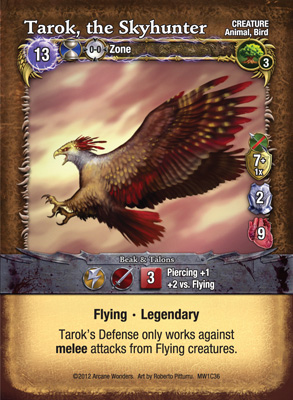 Tarok, the Skyhunter
CREATURE
Animal, Bird
13
0-0
Zone
3
7+
1x
2
9
Beak & Talons
3
Piercing +1
+2 vs. Flying
Flying • Legendary
Tarok's Defense only works against
melee attacks from Flying creatures.
©2012 Arcane Wonders. Art by Roberto Pitturru. MW1C36